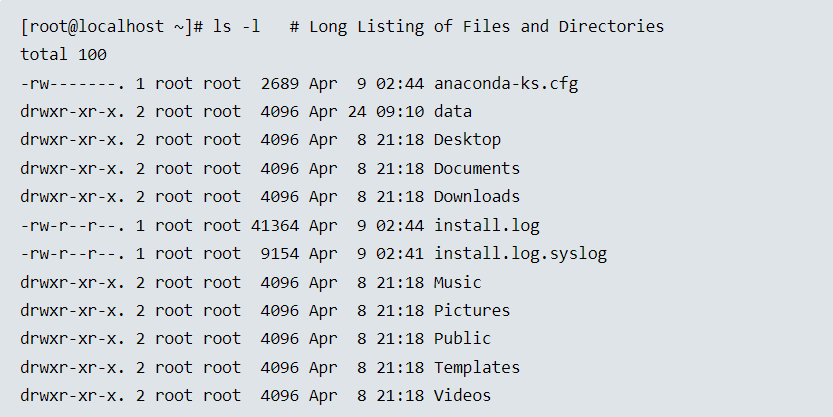 [root@localhost ~]# ls -l   # Long Listing of Files and Directories
total 100
-rw-------. 1 root root  2689 Apr  9 02:44 anaconda-ks.cfg
drwxr-xr-x. 2 root root  4096 Apr 24 09:10 data
drwxr-xr-x. 2 root root  4096 Apr  8 21:18 Desktop
drwxr-xr-x. 2 root root  4096 Apr  8 21:18 Documents
drwxr-xr-x. 2 root root  4096 Apr  8 21:18 Downloads
-rw-r--r--. 1 root root 41364 Apr  9 02:44 install.log
-rw-r--r--. 1 root root  9154 Apr  9 02:41 install.log.syslog
drwxr-xr-x. 2 root root  4096 Apr  8 21:18 Music
drwxr-xr-x. 2 root root  4096 Apr  8 21:18 Pictures
drwxr-xr-x. 2 root root  4096 Apr  8 21:18 Public
drwxr-xr-x. 2 root root  4096 Apr  8 21:18 Templates
drwxr-xr-x. 2 root root  4096 Apr  8 21:18 Videos